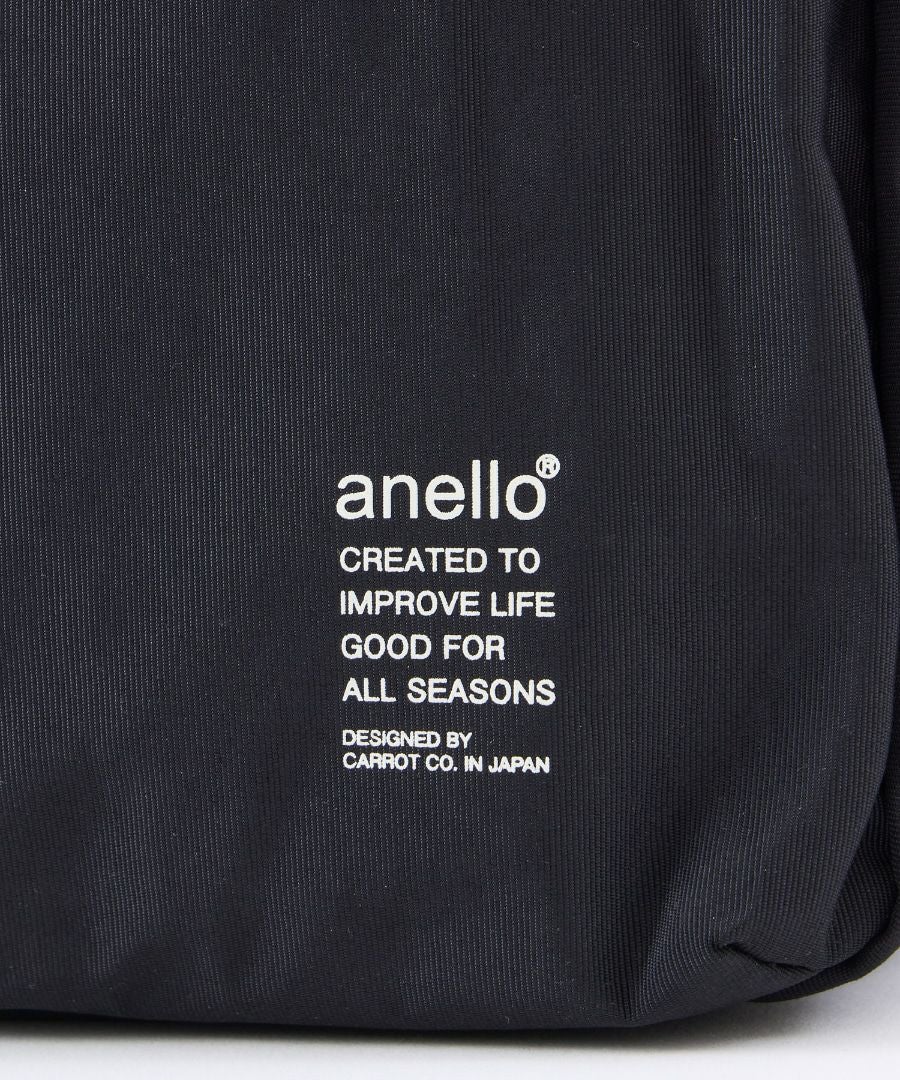 anello®
CREATED TO
IMPROVE LIFE
GOOD FOR
ALL SEASONS
DESIGNED BY
CARROT CO. IN JAPAN